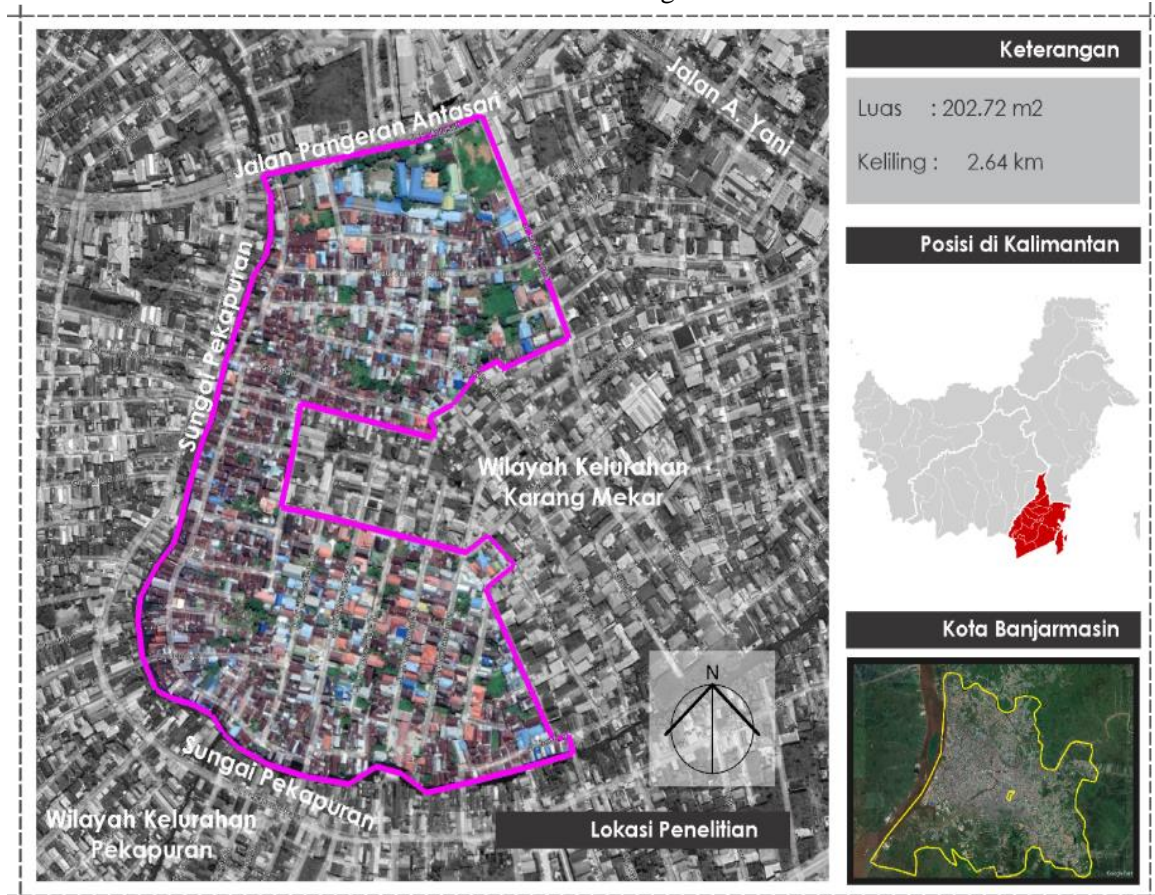 Jalan Pangeran Antasari
Jalan A. Yani
Sungai Pekapuran
Wilayah Kelurahan
Karang Mekar
Sungai Pekapuran
Wilayah Kelurahan
Pekapuran
N
Lokasi Penelitian
Keterangan
Luas : 202.72 m2
Keliling : 2.64 km
Posisi di Kalimantan
Kota Banjarmasin